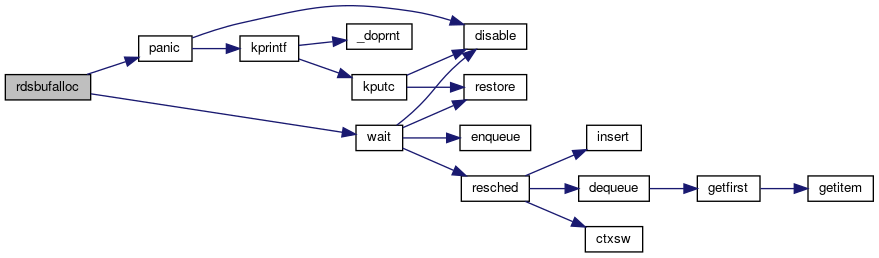 rdsbufalloc
panic
kprintf
_doprnt
disable
kputc
restore
wait
enqueue
resched
insert
dequeue
getfirst
getitem
ctxsw